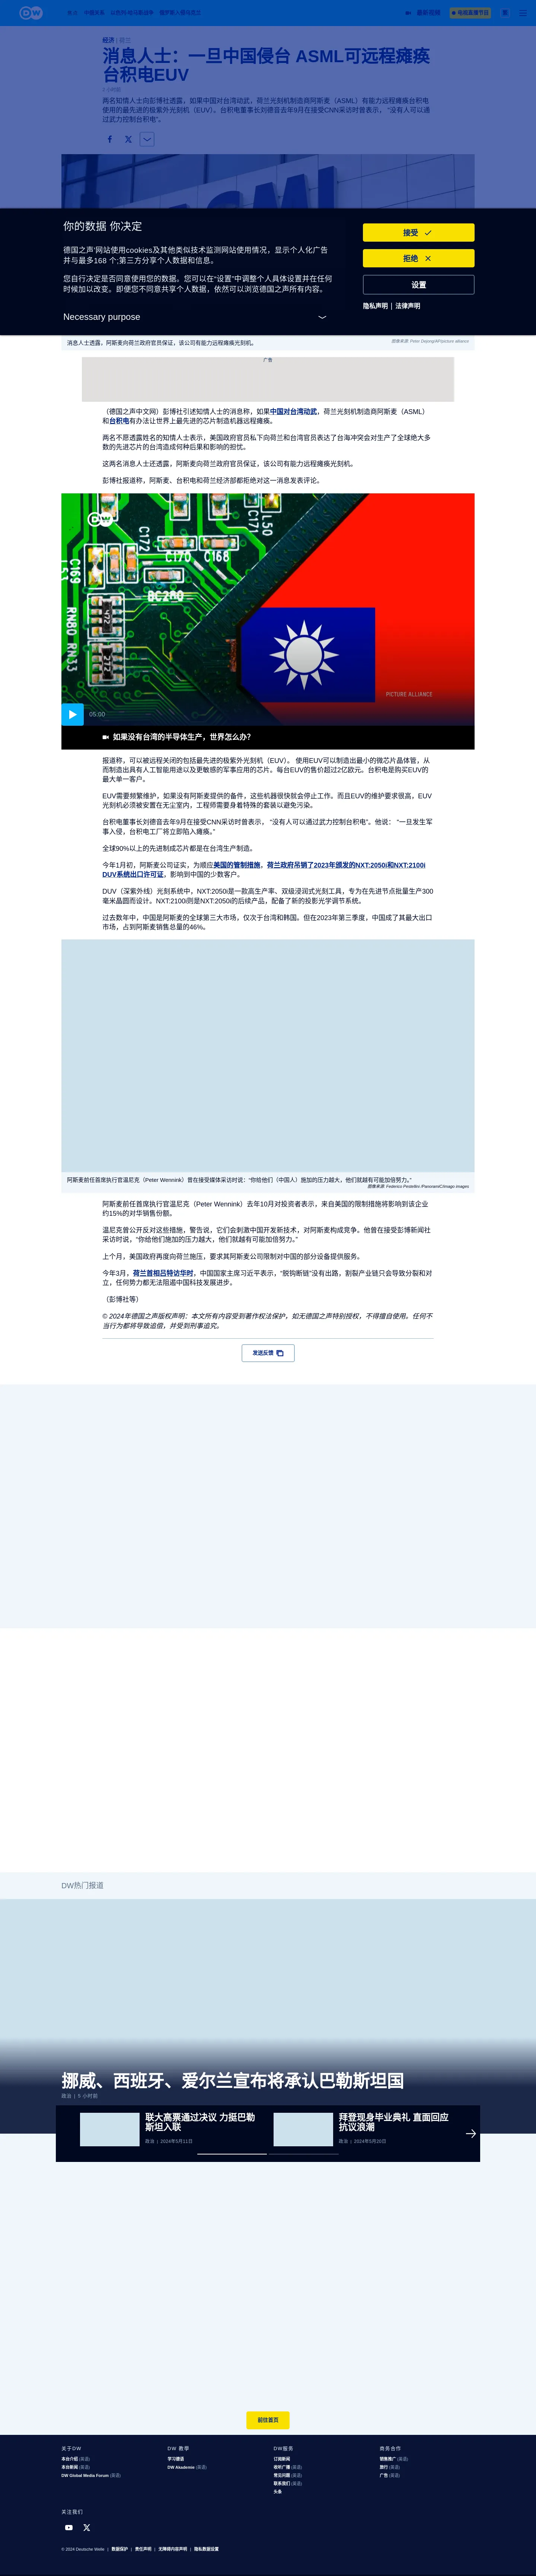 DW
中德关系
最新视频
经济 | 荷兰
消息人士：一旦中国侵台 ASML可远程瘫痪
台积电EUV
两名知情人士向彭博社透露，如果中国对台湾动武，荷兰光刻机制造商阿斯麦（ASML）有能力远程瘫痪台积电
使用的最先进的极紫外光刻机（EUV）。台积电董事长刘德音去年9月在接受CNN采访时曾表示， “没有人可以通
过武力控制台积电”。
你的数据 你决定
德国之声'网站使用cookies及其他类似技术监测网站使用情况，显示个人化广告
并与最多168 个;第三方分享个人数据和信息。
您自行决定是否同意使用您的数据。您可以在“设置”中调整个人具体设置并在任何
时候加以改变。即便您不同意共享个人数据，依然可以浏览德国之声所有内容。
Necessary purpose
接受
拒绝
设置
隐私声明 | 法律声明
消息人士透露，阿斯麦向荷兰政府官员保证，该公司有能力远程瘫痪光刻机。
图像来源: Peter Dejong/AP/picture alliance
广告
（德国之声中文网）彭博社引述知情人士的消息称，如果中国对台湾动武，荷兰光刻机制造商阿斯麦（ASML）
和台积电有办法让世界上最先进的芯片制造机器远程瘫痪。
两名不愿透露姓名的知情人士表示，美国政府官员私下向荷兰和台湾官员表达了台海冲突会对生产了全球绝大多
数的先进芯片的台湾造成何种后果和影响的担忧。
这两名消息人士还透露，阿斯麦向荷兰政府官员保证，该公司有能力远程瘫痪光刻机。
彭博社报道称，阿斯麦、台积电和荷兰经济部都拒绝对这一消息发表评论。
DW
L50
C171
C172
C170
C168
C169
BC2AQ
RN33
272
PICTURE ALLIANCE
05:00
如果没有台湾的半导体生产，世界怎么办？
报道称，可以被远程关闭的包括最先进的极紫外光刻机（EUV）。 使用EUV可以制造出最小的微芯片晶体管，从
而制造出具有人工智能用途以及更敏感的军事应用的芯片。每台EUV的售价超过2亿欧元。台积电是购买EUV的
最大单一客户。
EUV需要频繁维护，如果没有阿斯麦提供的备件，这些机器很快就会停止工作。而且EUV的维护要求很高，EUV
光刻机必须被安置在无尘室内，工程师需要身着特殊的套装以避免污染。
台积电董事长刘德音去年9月在接受CNN采访时曾表示， “没有人可以通过武力控制台积电”。他说： “一旦发生军
事入侵，台积电工厂将立即陷入瘫痪。”
全球90%以上的先进制成芯片都是在台湾生产制造。
今年1月初，阿斯麦公司证实，为顺应美国的管制措施，荷兰政府吊销了2023年颁发的NXT:2050i和NXT:2100i
DUV系统出口许可证，影响到中国的少数客户。
DUV（深紫外线）光刻系统中，NXT:2050i是一款高生产率、双级浸润式光刻工具，专为在先进节点批量生产300
毫米晶圆而设计。NXT:2100i则是NXT:2050i的后续产品，配备了新的投影光学调节系统。
过去数年中，中国是阿斯麦的全球第三大市场，仅次于台湾和韩国。但在2023年第三季度，中国成了其最大出口
市场，占到阿斯麦销售总量的46%。
阿斯麦前任首席执行官温尼克（Peter Wennink）曾在接受媒体采访时说：“你给他们（中国人）施加的压力越大，他们就越有可能加倍努力。”
图像来源: Federico Pestellini /PanoramiC/imago images
阿斯麦前任首席执行官温尼克（Peter Wennink）去年10月对投资者表示，来自美国的限制措施将影响到该企业
约15%的对华销售份额。
温尼克曾公开反对这些措施，警告说，它们会刺激中国开发新技术，对阿斯麦构成竞争。他曾在接受彭博新闻社
采访时说，“你给他们施加的压力越大，他们就越有可能加倍努力。”
上个月，美国政府再度向荷兰施压，要求其阿斯麦公司限制对中国的部分设备提供服务。
今年3月，荷兰首相吕特访华时，中国国家主席习近平表示，“脱钩断链”没有出路，割裂产业链只会导致分裂和对
立，任何势力都无法阻遏中国科技发展进步。
（彭博社等）
© 2024年德国之声版权声明：本文所有内容受到著作权法保护，如无德国之声特别授权，不得擅自使用。任何不
当行为都将导致追偿，并受到刑事追究。
发送反馈
DW热门报道
挪威、西班牙、爱尔兰宣布将承认巴勒斯坦国
政治 | 5 小时前
联大高票通过决议 力挺巴勒
斯坦入联
政治 | 2024年5月11日
拜登现身毕业典礼 直面回应
抗议浪潮
政治 | 2024年5月20日
前往首页
关于DW
本台介绍 (英语)
本台新闻 (英语)
DW Global Media Forum (英语)
DW 教學
学习德语
DW Akademie (英语)
DW服务
订阅新闻
收听广播 (英语)
常见问题 (英语)
联系我们 (英语)
头条
商务合作
销售推广 (英语)
旅行 (英语)
广告 (英语)
关注我们
© 2024 Deutsche Welle | 数据保护 | 责任声明 | 无障碍内容声明 | 隐私数据设置